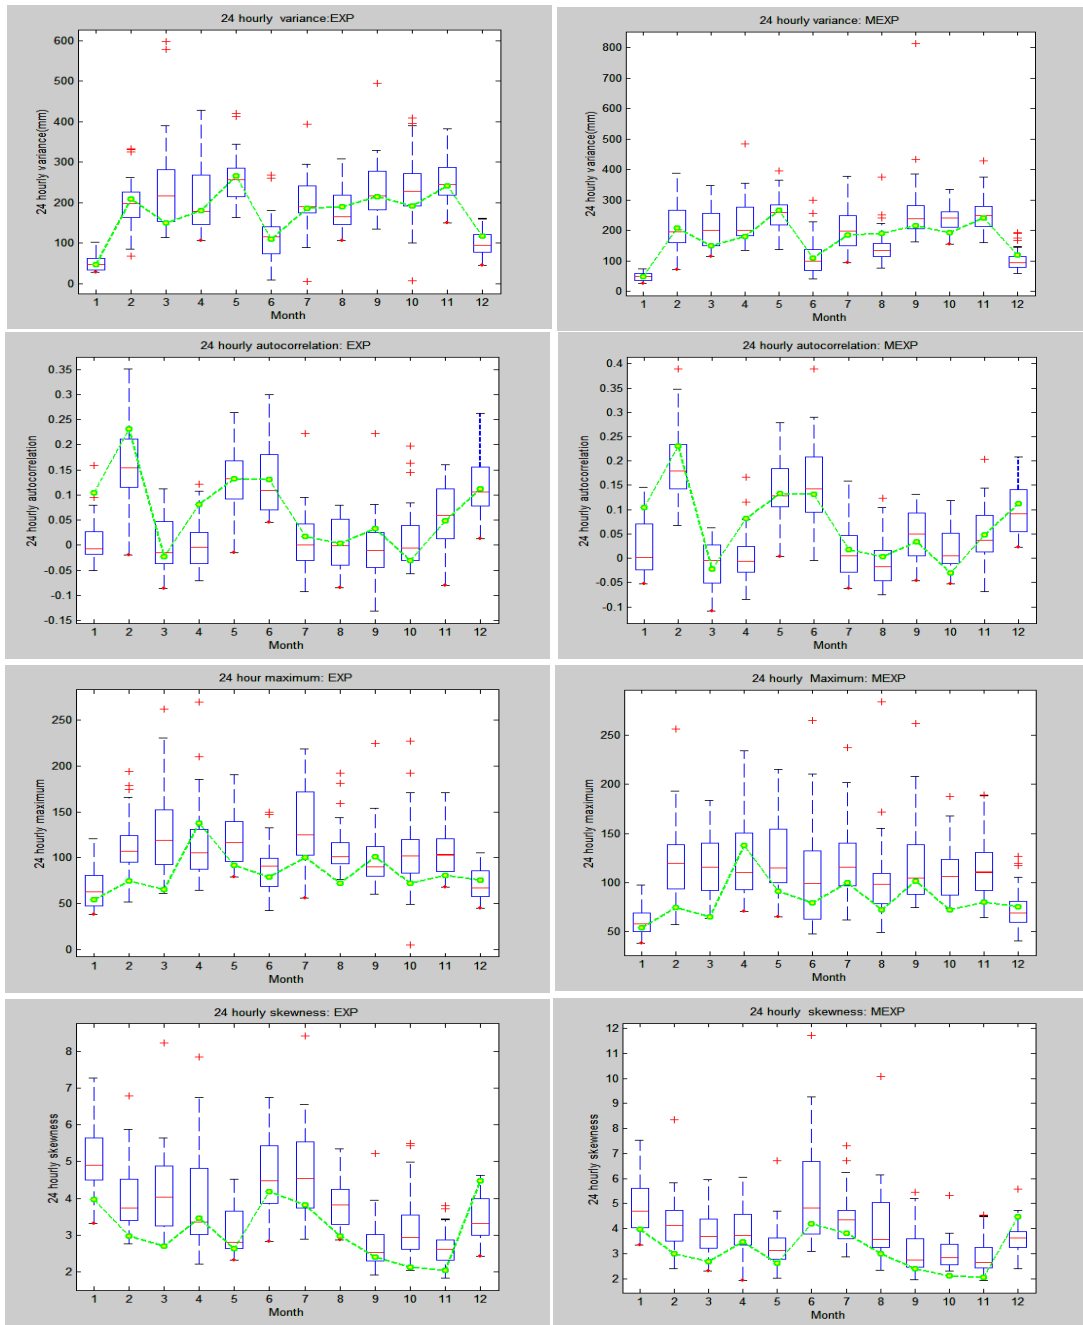 24 hourly  variance:EXP
24 hourly variance(mm)
600
500
400
300
200
100
0
1 2 3 4 5 6 7 8 9 10 11 12
Month
24 hourly variance: MEXP
24 hourly variance(mm)
800
700
600
500
400
300
200
100
0
1 2 3 4 5 6 7 8 9 10 11 12
Month
24 hourly autocorrelation: EXP
24 hourly autocorrelation
0.35
0.3
0.25
0.2
0.15
0.1
0.05
0
-0.05
-0.1
-0.15
1 2 3 4 5 6 7 8 9 10 11 12
Month
24 hourly autocorrelation: MEXP
24 hourly autocorrelation
0.4
0.35
0.3
0.25
0.2
0.15
0.1
0.05
0
-0.05
-0.1
1 2 3 4 5 6 7 8 9 10 11 12
Month
24 hour maximum: EXP
24 hourly maximum
250
200
150
100
50
0
1 2 3 4 5 6 7 8 9 10 11 12
Month
24 hourly  Maximum: MEXP
24 hourly maximum
250
200
150
100
50
1 2 3 4 5 6 7 8 9 10 11 12
Month
24 hourly skewness: EXP
24 hourly skewness
8
7
6
5
4
3
2
1 2 3 4 5 6 7 8 9 10 11 12
Month
24 hourly  skewness: MEXP
24 hourly skewness
12
11
10
9
8
7
6
5
4
3
2
1 2 3 4 5 6 7 8 9 10 11 12
Month